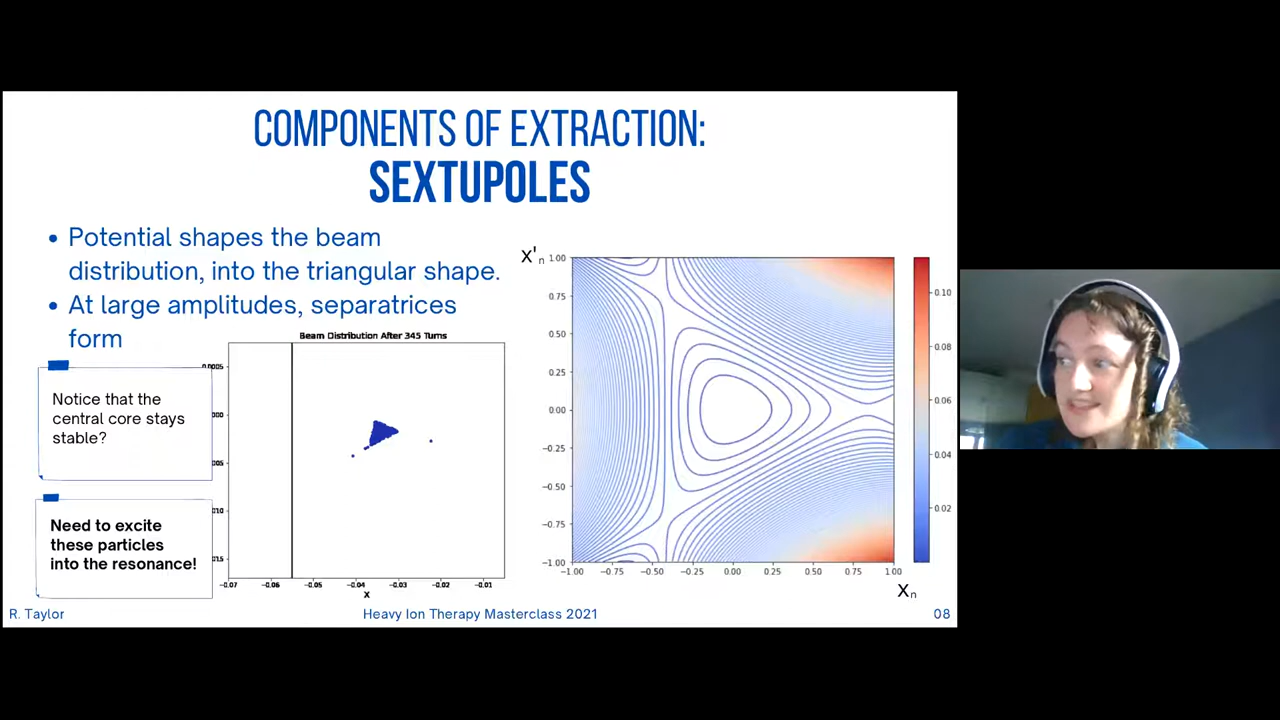 COMPONENTS OF EXTRACTION:
SEXTUPOLES
• Potential shapes the beam
distribution, into the triangular shape.
• At large amplitudes, separatrices
form
Notice that the
central core stays
stable?
Need to excite
these particles
into the resonance!
Beam Distribution After 345 Turns
0.0005
-0.07 -0.06 -0.05 -0.04 -0.03 -0.02 -0.01
X
X'n
1.00
0.75
0.50
0.25
0.00
−0.25
−0.50
−0.75
−1.00
−1.00 −0.75 −0.50 −0.25 0.00 0.25 0.50 0.75 1.00
Xn
0.10
0.08
0.06
0.04
0.02
R. Taylor
Heavy Ion Therapy Masterclass 2021
08